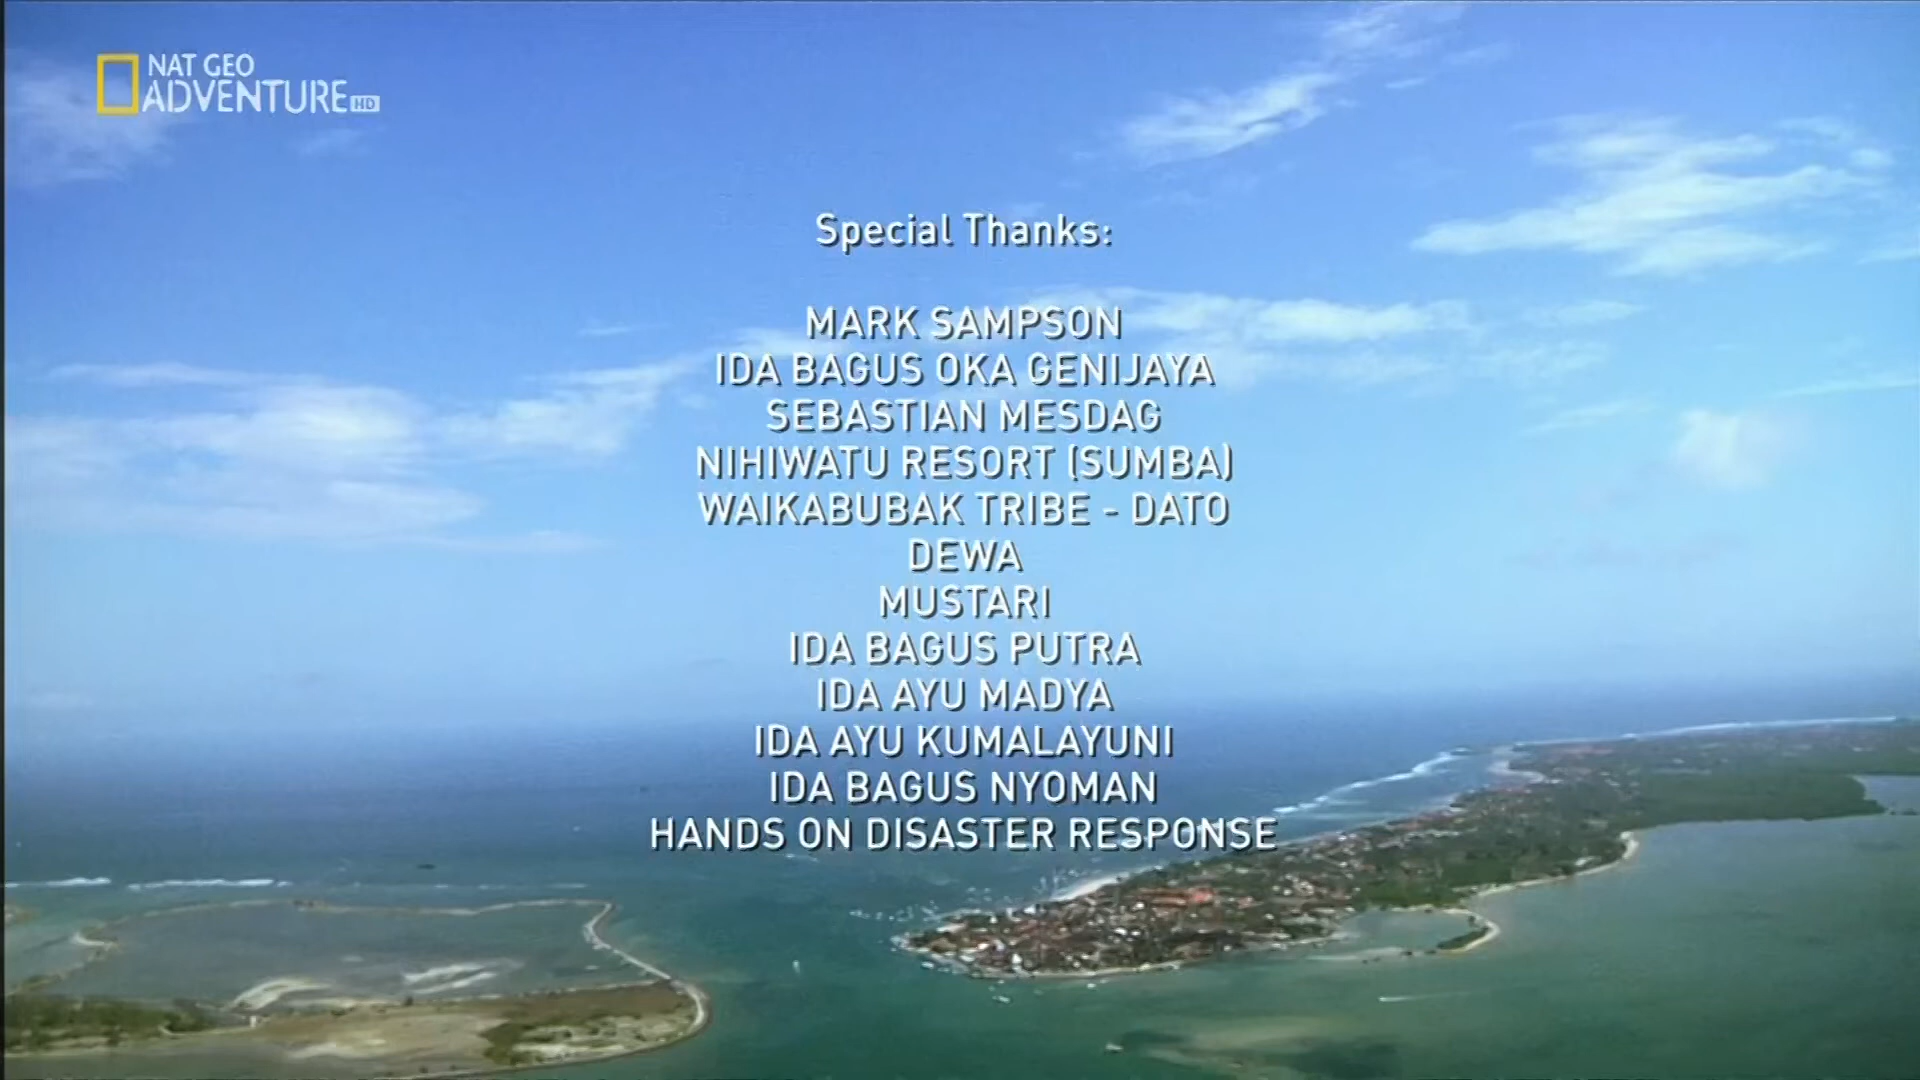 NAT GEO
ADVENTURE HD
Special Thanks:
MARK SAMPSON
IDA BAGUS OKA GENIJAYA
SEBASTIAN MESDAG
NIHIWATU RESORT (SUMBA)
WAIKABUBAK TRIBE - DATO
DEWA
MUSTARI
IDA BAGUS PUTRA
IDA AYU MADYA
IDA AYU KUMALAYUNI
IDA BAGUS NYOMAN
HANDS ON DISASTER RESPONSE